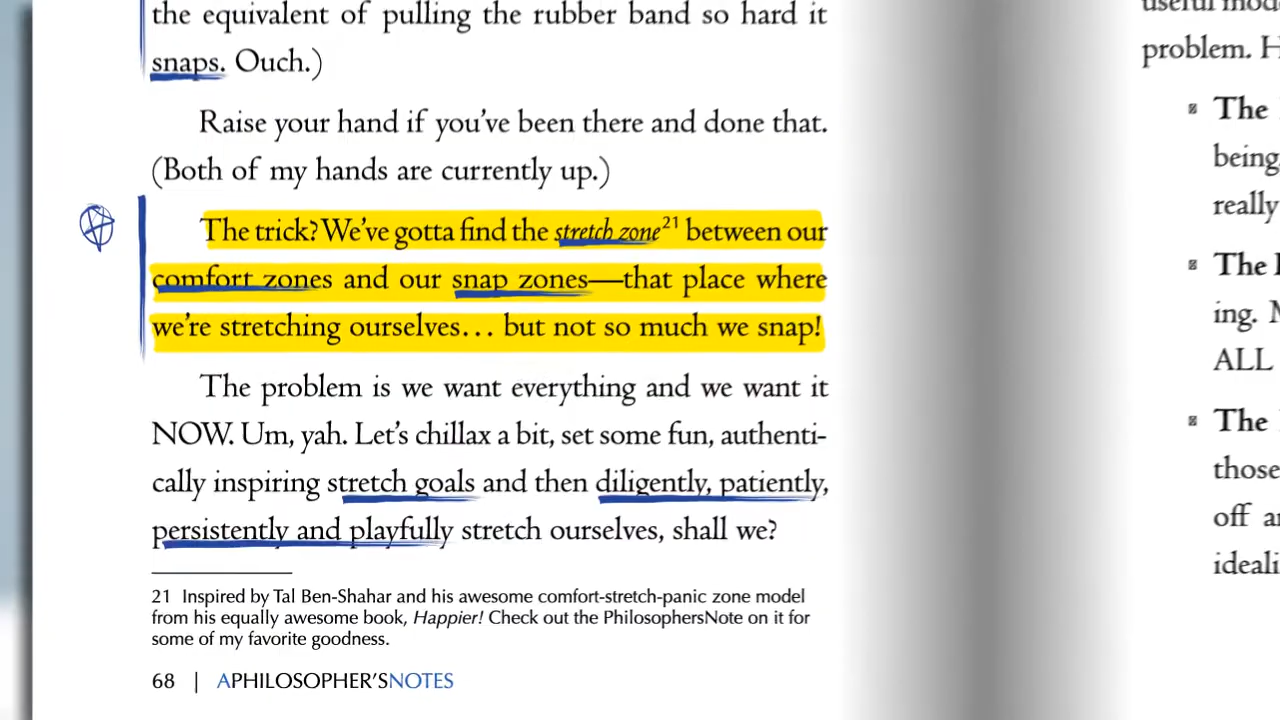 the equivalent of pulling the rubber band so hard it
snaps. Ouch.)
Raise your hand if you've been there and done that.
(Both of my hands are currently up.)
The trick? We've gotta find the stretch zone21 between our
comfort zones and our snap zones—that place where
we're stretching ourselves... but not so much we snap!
The problem is we want everything and we want it
NOW. Um, yah. Let's chillax a bit, set some fun, authenti-
cally inspiring stretch goals and then diligently, patiently,
persistently and playfully stretch ourselves, shall we?
21 Inspired by Tal Ben-Shahar and his awesome comfort-stretch-panic zone model
from his equally awesome book, Happier! Check out the PhilosophersNote on it for
some of my favorite goodness.
68 | APHILOSOPHER'SNOTES
problem.
The
being
really
The
ing.
ALL
The
those
off